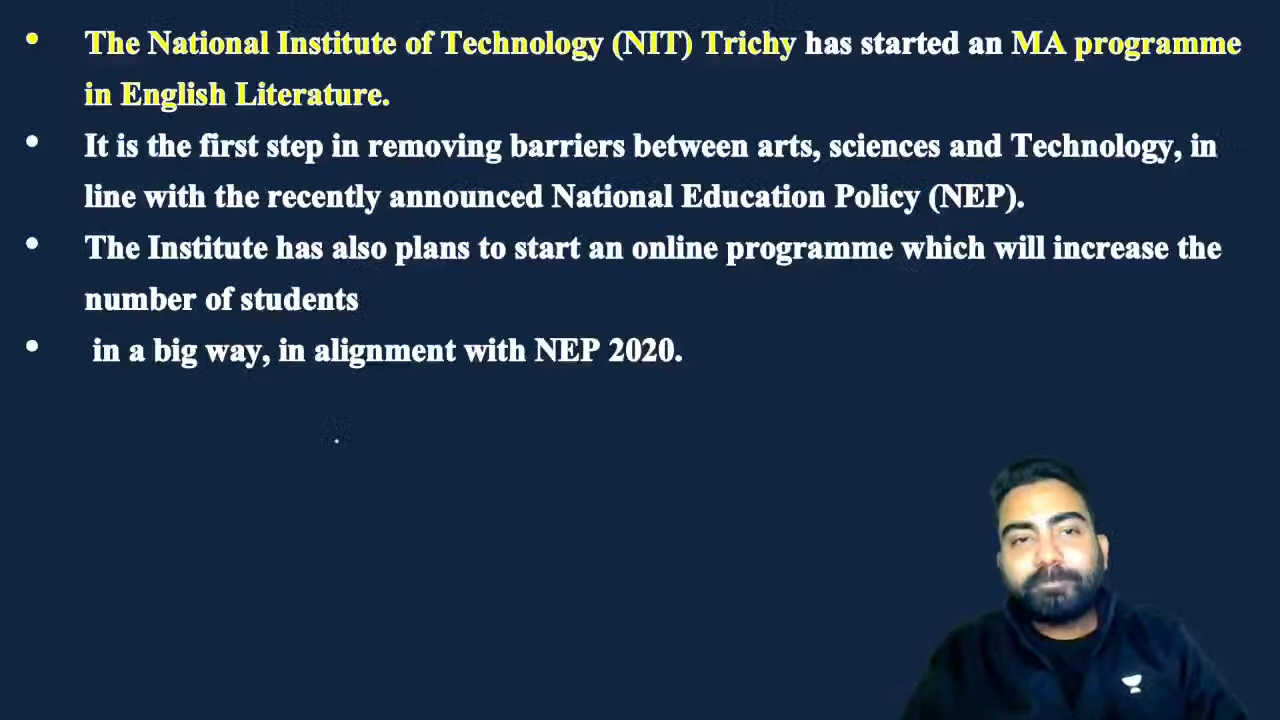 The National Institute of Technology (NIT) Trichy has started an MA programme
in English Literature.
It is the first step in removing barriers between arts, sciences and Technology, in
line with the recently announced National Education Policy (NEP).
The Institute has also plans to start an online programme which will increase the
number of students
in a big way, in alignment with NEP 2020.